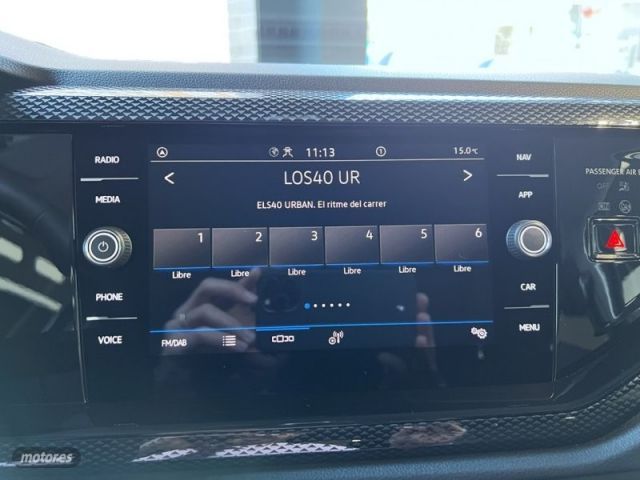 RADIO
MEDIA
PHONE
VOICE
11:13
15.0°C
LOS40 UR
ELS40 URBAN. El ritme del carrer
1 2 3 4 5 6
Libre Libre Libre Libre Libre Libre
FM/DAB
NAV
APP
CAR
MENU
PASSENGER AIR
OFF
motores